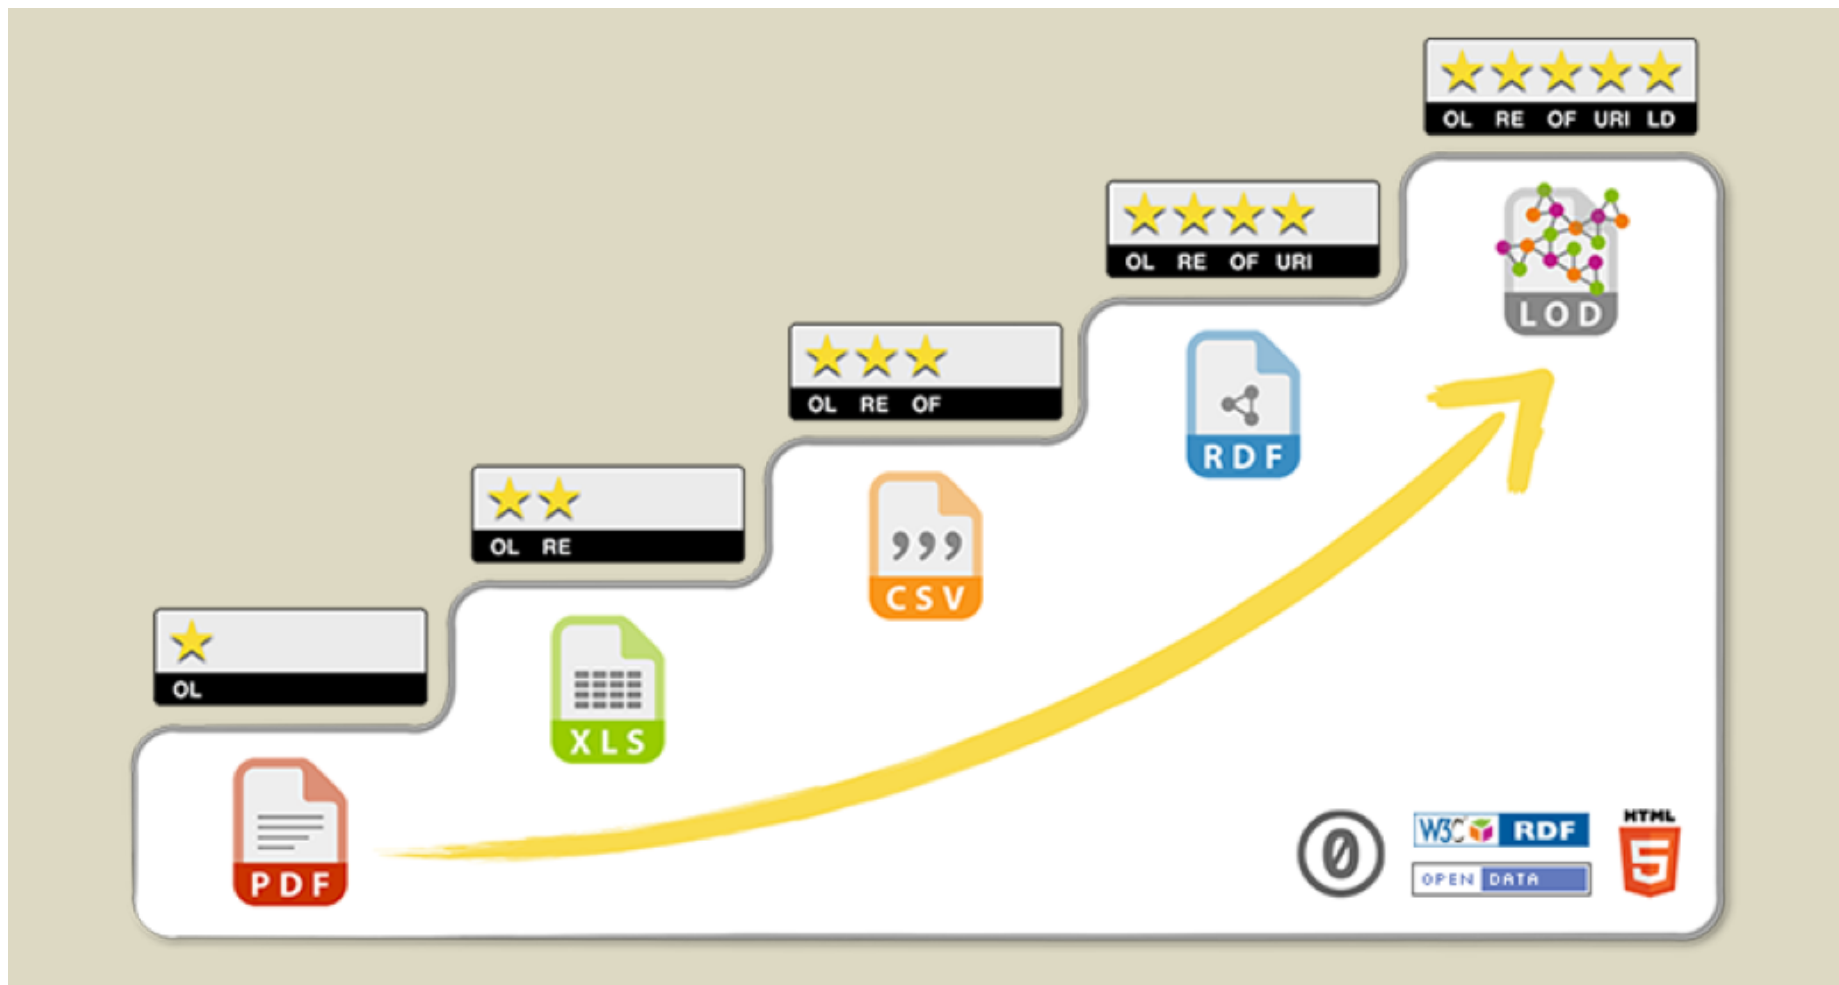 OL RE OF URI LD
LOD
OL RE OF URI
RDF
OL RE OF
CSV
OL RE
XLS
OL
PDF
0
W3C RDF
OPEN DATA
HTML
5